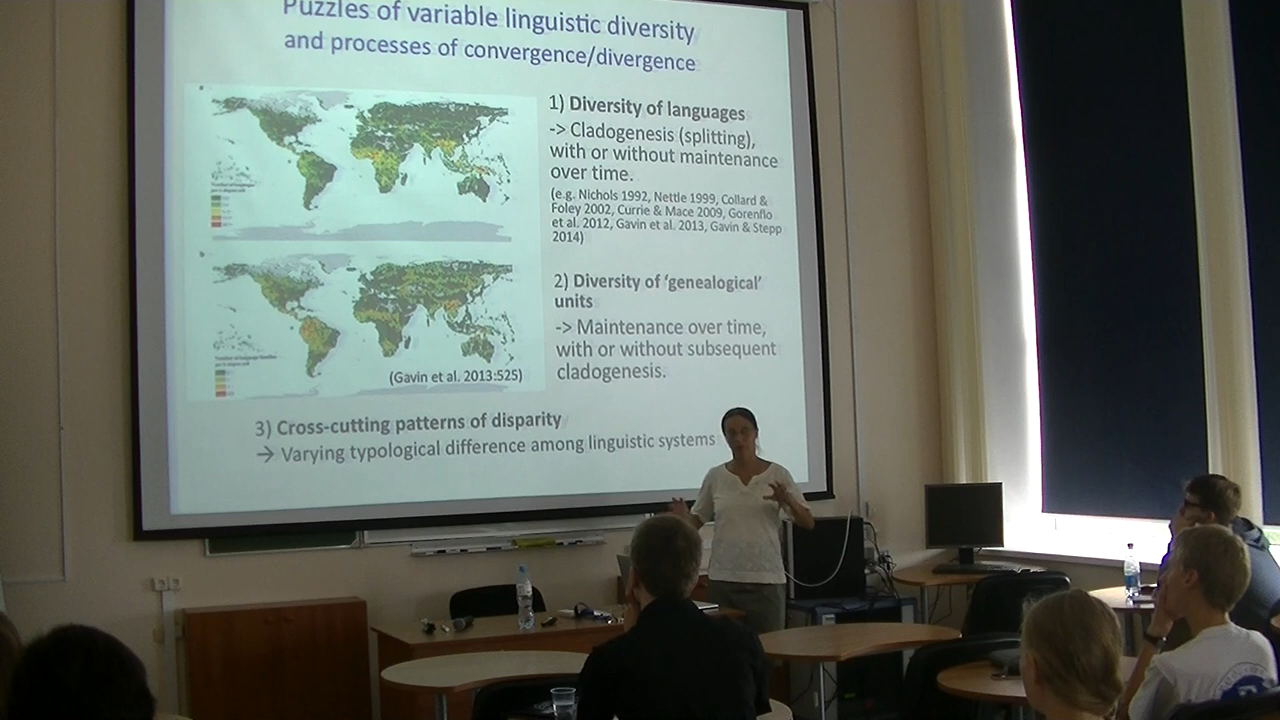 Puzzles of variable linguistic diversity
and processes of convergence/divergence
1) Diversity of languages
-> Cladogenesis (splitting),
with or without maintenance
over time.
(e.g. Nichols 1992, Nettle 1999, Collard &
Foley 2002, Currie & Mace 2009, Gorenflo
et al. 2012, Gavin et al. 2013, Gavin & Stepp
2014)
2) Diversity of ‘genealogical’
units
-> Maintenance over time,
with or without subsequent
cladogenesis.
(Gavin et al. 2013:525)
3) Cross-cutting patterns of disparity
→ Varying typological difference among linguistic systems